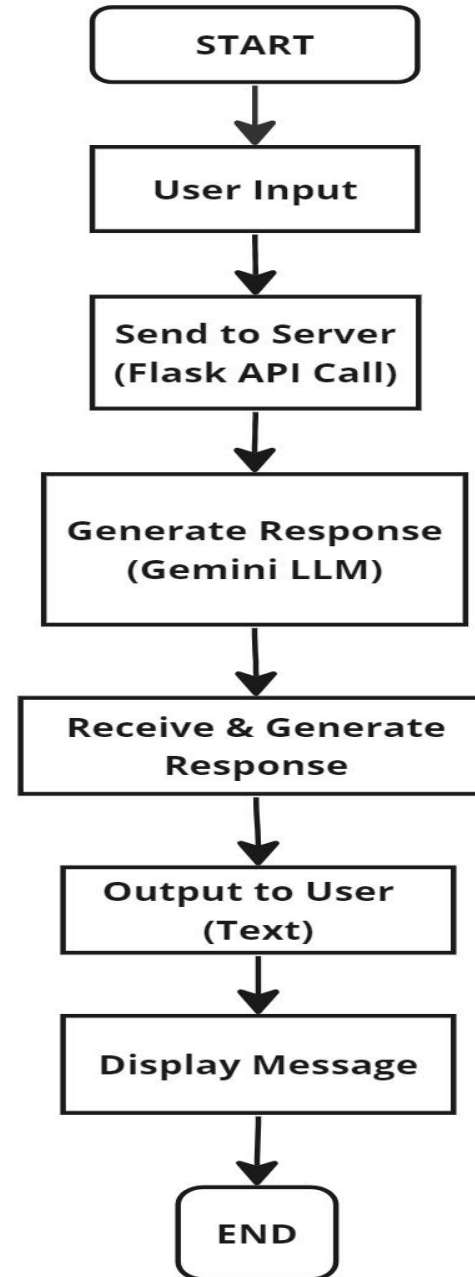 START
User Input
Send to Server
(Flask API Call)
Generate Response
(Gemini LLM)
Receive & Generate
Response
Output to User
(Text)
Display Message
END